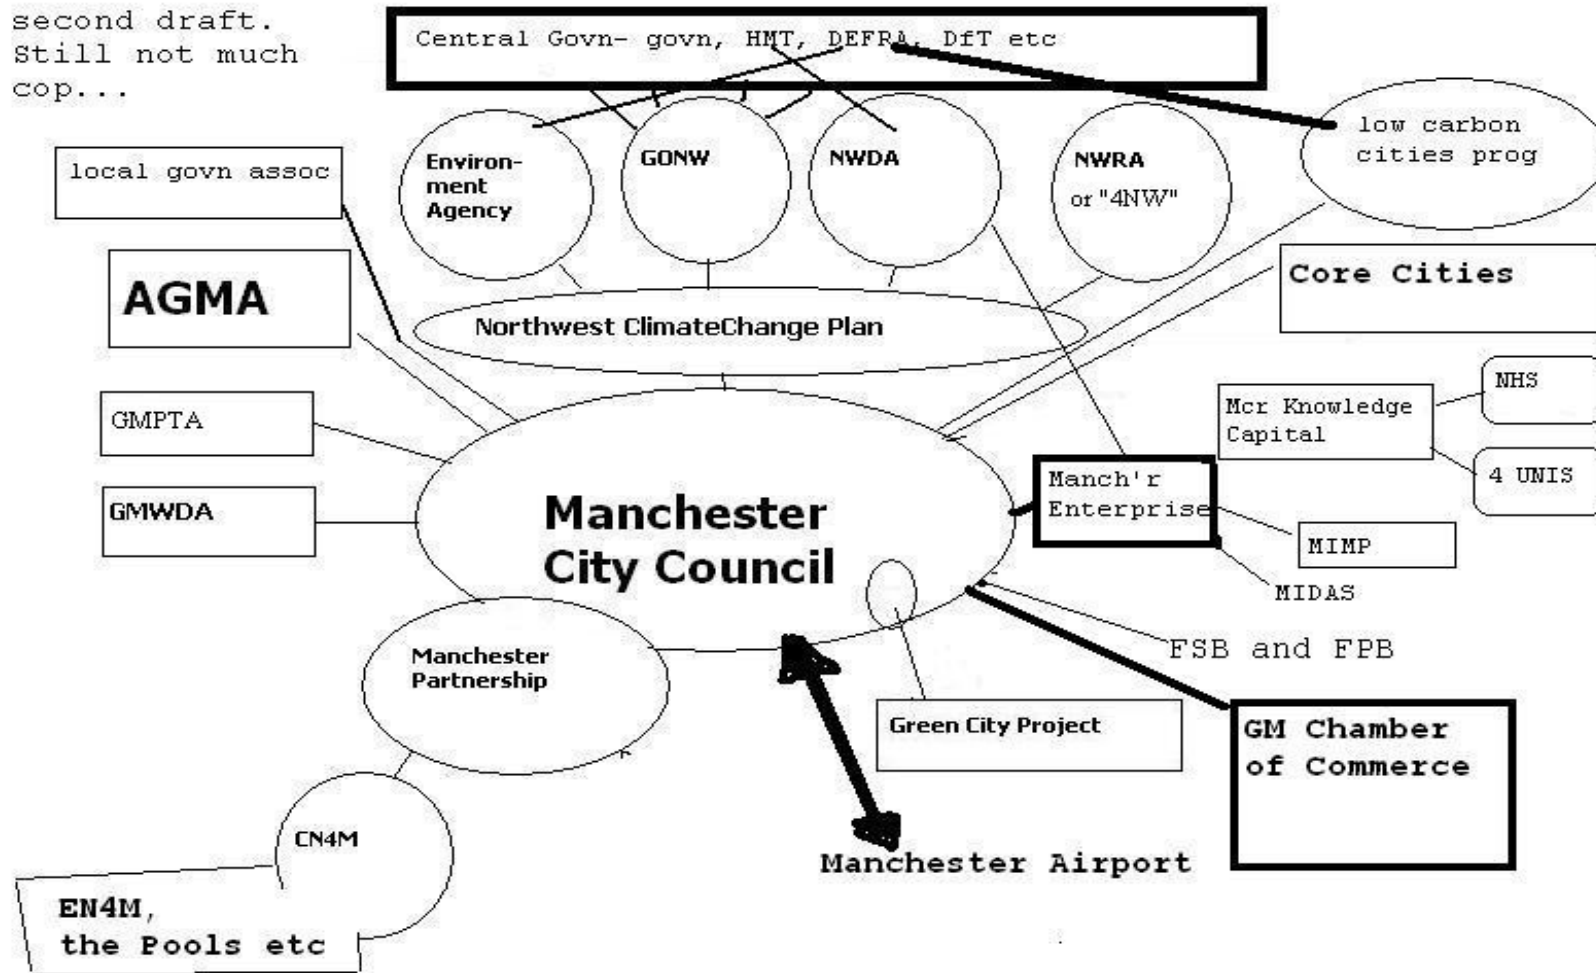 second draft.
Still not much
cop...
Central Govn- govn, HMT, DEFRA, DfT etc
low carbon
cities prog
local govn assoc
Environ-
ment
Agency
GONW
NWDA
NWRA
or "4NW"
AGMA
Core Cities
Northwest ClimateChange Plan
NHS
Mcr Knowledge
Capital
GMPTA
4 UNIS
Manch'r
Enterprise
GMWDA
Manchester
City Council
MIMP
MIDAS
FSB and FPB
Manchester
Partnership
Green City Project
GM Chamber
of Commerce
CN4M
Manchester Airport
EN4M,
the Pools etc